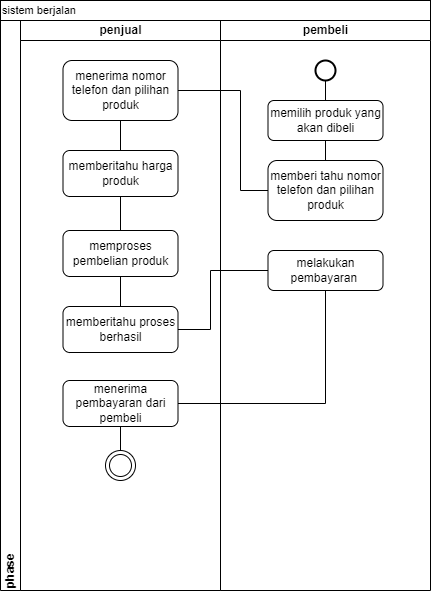 sistem berjalan
penjual
pembeli
menerima nomor
telefon dan pilihan
produk
memilih produk yang
akan dibeli
memberitahu harga
produk
memberi tahu nomor
telefon dan pilihan
produk
memproses
pembelian produk
melakukan
pembayaran
memberitahu proses
berhasil
menerima
pembayaran dari
pembeli
phase